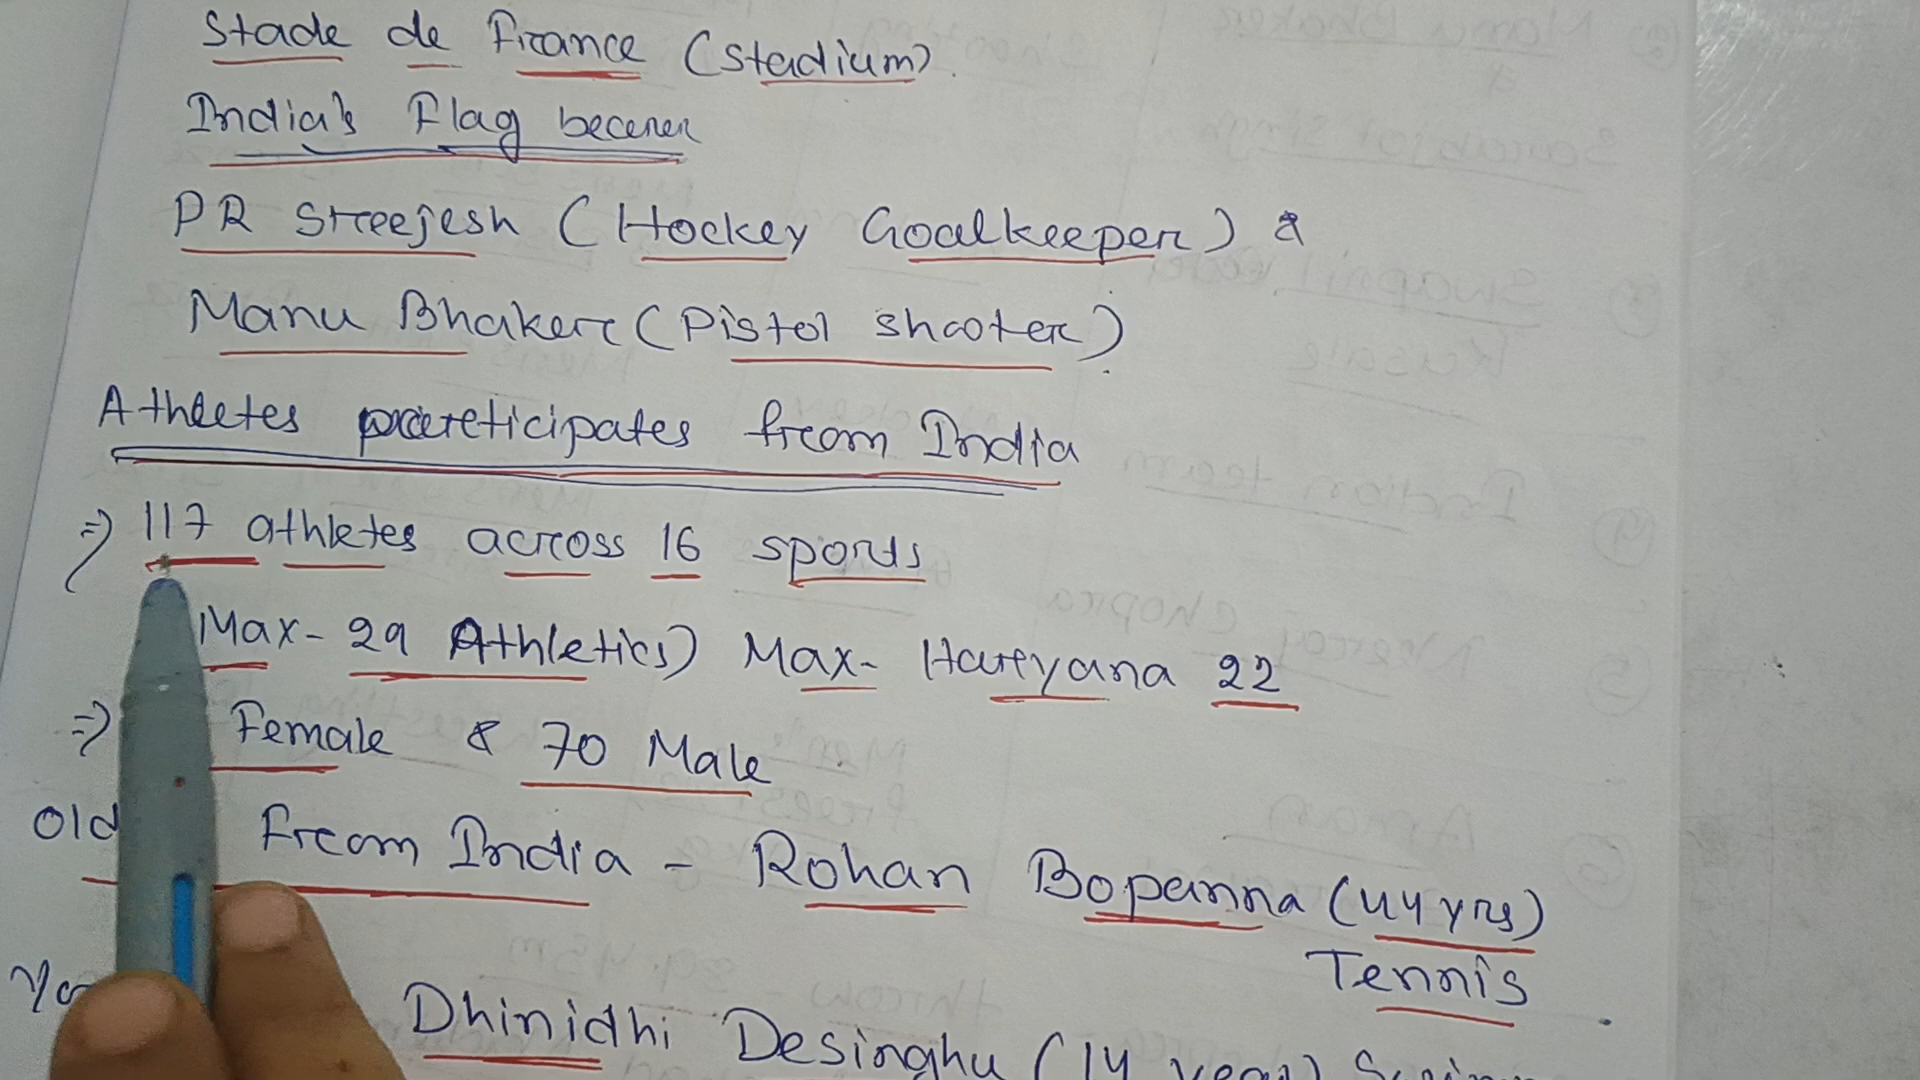 Stade de France (Stadium).
India's Flag becerer
PR Sreejesh (Hockey Goalkeeper) &
Manu Bhaker (Pistol shooter)
Athletes participates from India
=> 117 athletes across 16 sports
Max- 29 Athletics) Max- Haryana 22
=> Female & 70 Male
Old From India - Rohan Bopanna (44 yrs)
Tennis
Dhinidhi Desinghu (14 year)